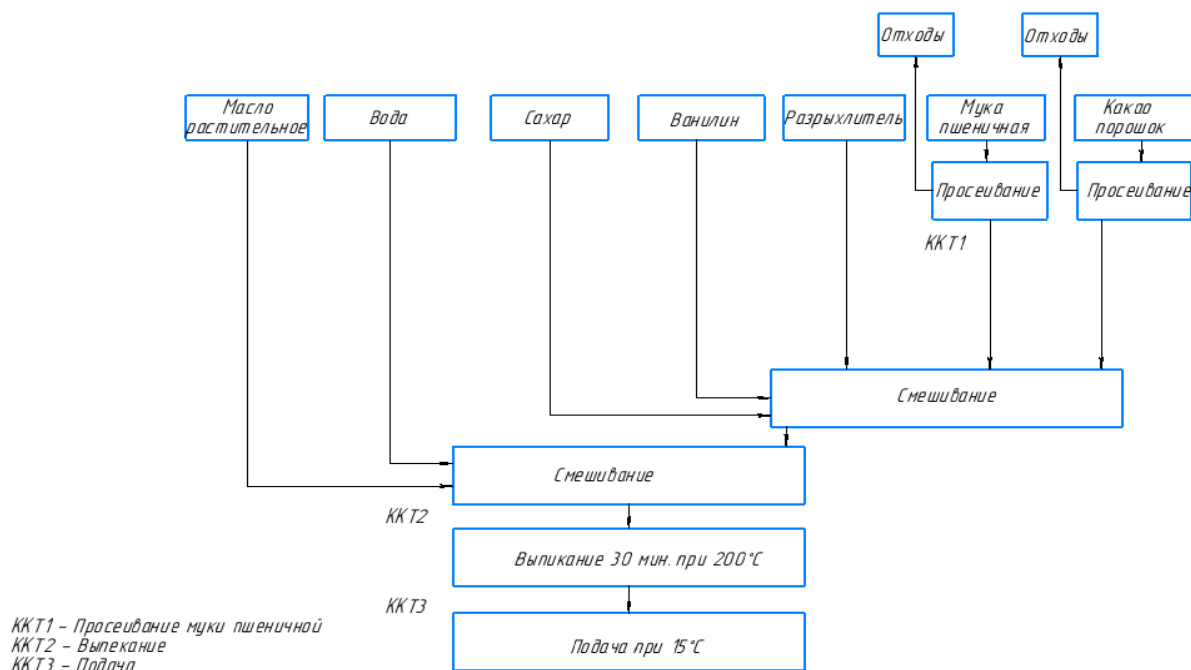 Отходы
Отходы
Масло
растительное
Вода
Сахар
Ванилин
Разрыхлитель
Мука
пшеничная
Какао
порошок
Просеивание
Просеивание
ККТ1
Смешивание
Смешивание
ККТ2
Выпикание 30 мин. при 200°С
ККТ3
Подача при 15°С
ККТ1 – Просеивание муки пшеничной
ККТ2 – Выпекание
ККТ3 – Подача